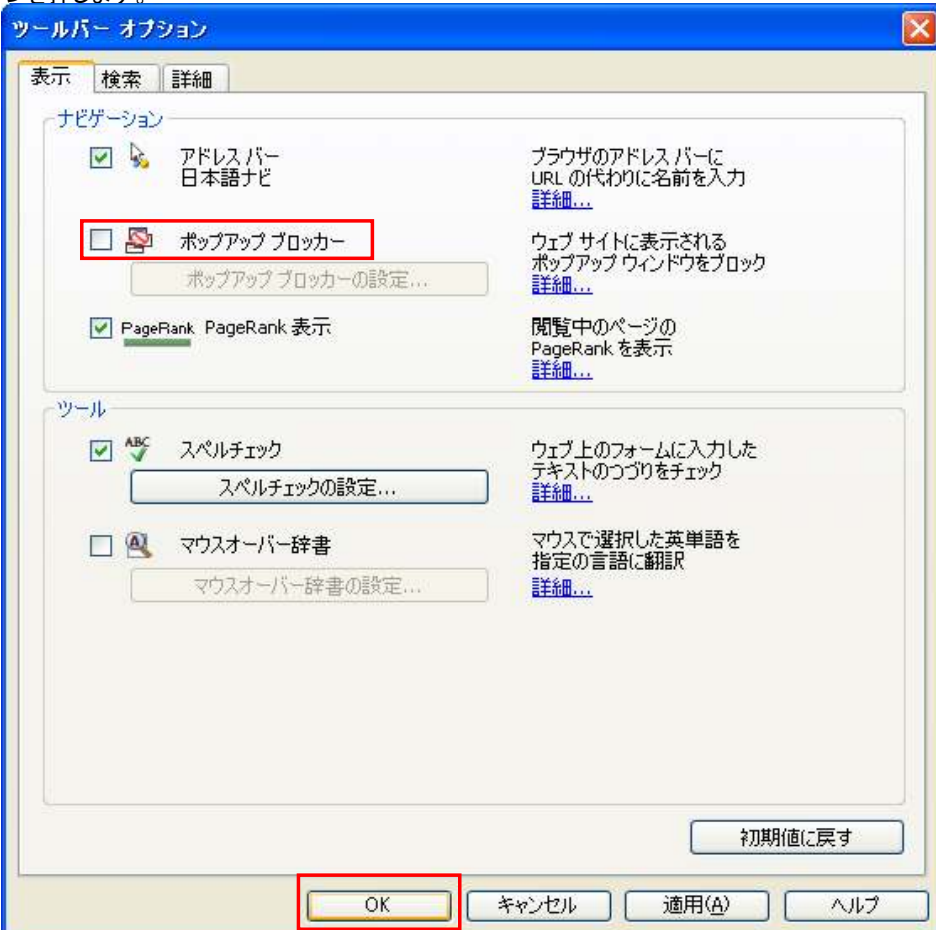 ツールバー オプション
表示 検索 詳細
ナビゲーション
アドレス バー
日本語ナビ
ブラウザのアドレス バーに
URL の代わりに名前を入力
詳細...
ポップアップ ブロッカー
ポップアップ ブロッカーの設定...
ウェブ サイトに表示される
ポップアップ ウィンドウをブロック
詳細...
PageRank PageRank 表示
閲覧中のページの
PageRank を表示
詳細...
ツール
ABC
スペルチェック
スペルチェックの設定...
ウェブ上のフォームに入力した
テキストのつづりをチェック
詳細...
マウスオーバー辞書
マウスオーバー辞書の設定...
マウスで選択した英単語を
指定の言語に翻訳
詳細...
初期値に戻す
OK キャンセル 適用(A) ヘルプ